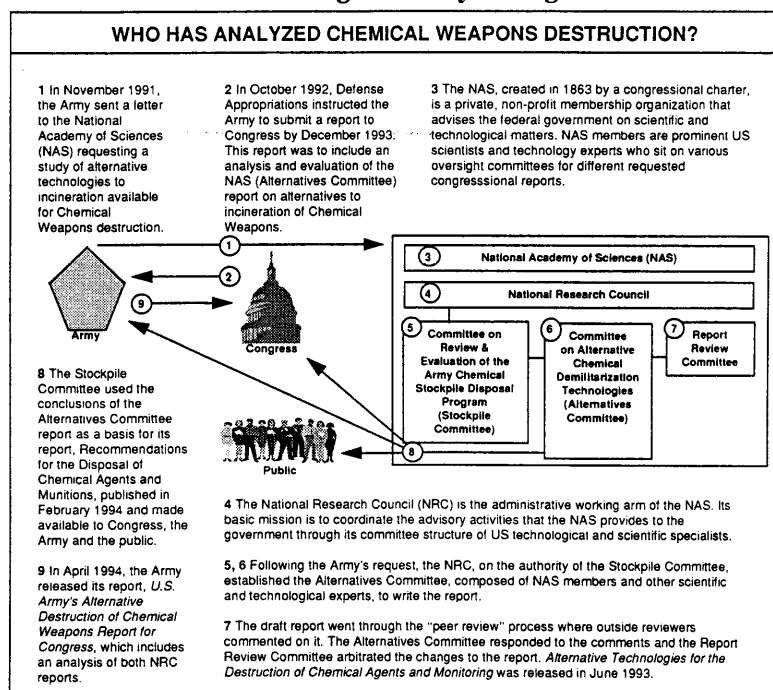 WHO HAS ANALYZED CHEMICAL WEAPONS DESTRUCTION?
1 In November 1991,
the Army sent a letter
to the National
Academy of Sciences
(NAS) requesting a
study of alternative
technologies to
incineration available
for Chemical
Weapons destruction.
2 In October 1992, Defense
Appropriations instructed the
Army to submit a report to
Congress by December 1993.
This report was to include an
analysis and evaluation of the
NAS (Alternatives Committee)
report on alternatives to
incineration of Chemical
Weapons.
3 The NAS, created in 1863 by a congressional charter,
is a private, non-profit membership organization that
advises the federal government on scientific and
technological matters. NAS members are prominent US
scientists and technology experts who sit on various
oversight committees for different requested
congresssional reports.
1
2
9
Army
Congress
3 National Academy of Sciences (NAS)
4 National Research Council
5 Committee on
Review &
Evaluation of the
Army Chemical
Stockpile Disposal
Program
(Stockpile
Committee)
6 Committee
on Alternative
Chemical
Demilitarization
Technologies
(Alternatives
Committee)
7 Report
Review
Committee
8
Public
8 The Stockpile
Committee used the
conclusions of the
Alternatives Committee
report as a basis for its
report, Recommendations
for the Disposal of
Chemical Agents and
Munitions, published in
February 1994 and made
available to Congress, the
Army and the public.
9 In April 1994, the Army
released its report, U.S.
Army's Alternative
Destruction of Chemical
Weapons Report for
Congress, which includes
an analysis of both NRC
reports.
4 The National Research Council (NRC) is the administrative working arm of the NAS. Its
basic mission is to coordinate the advisory activities that the NAS provides to the
government through its committee structure of US technological and scientific specialists.
5, 6 Following the Army's request, the NRC, on the authority of the Stockpile Committee,
established the Alternatives Committee, composed of NAS members and other scientific
and technological experts, to write the report.
7 The draft report went through the "peer review" process where outside reviewers
commented on it. The Alternatives Committee responded to the comments and the Report
Review Committee arbitrated the changes to the report. Alternative Technologies for the
Destruction of Chemical Agents and Monitoring was released in June 1993.